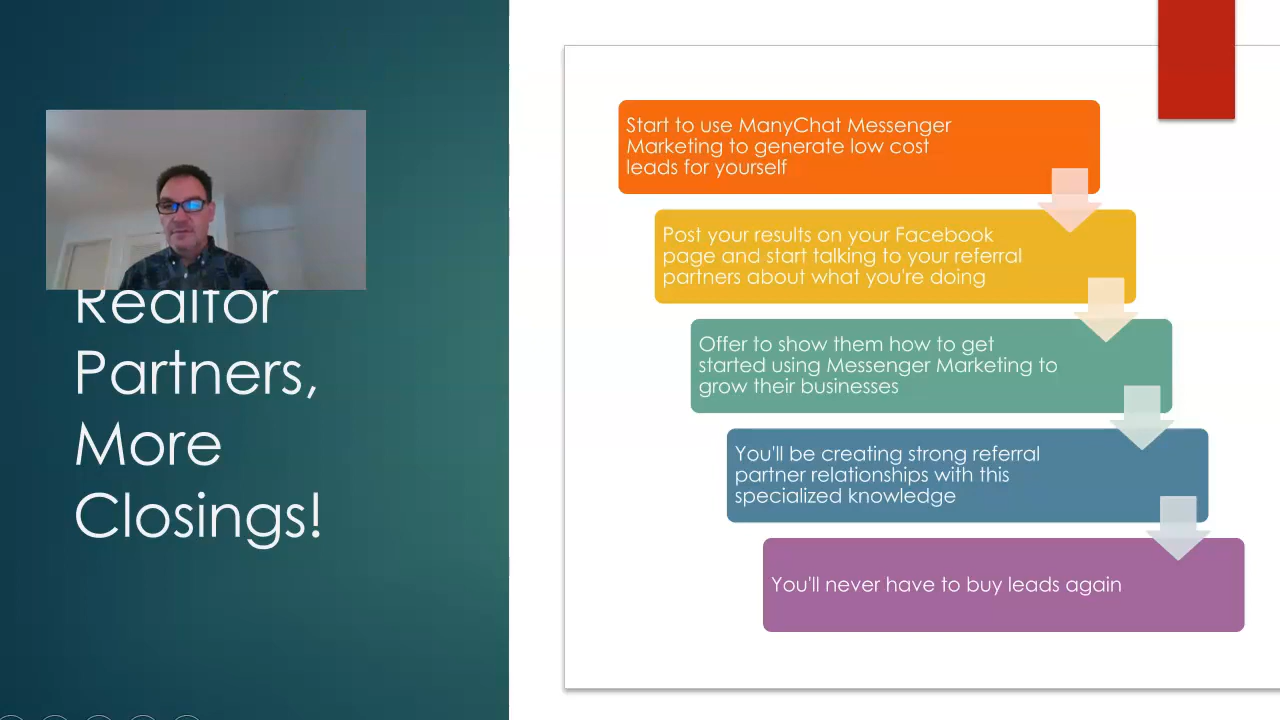 Realtor
Partners,
More
Closings!
Start to use ManyChat Messenger
Marketing to generate low cost
leads for yourself
Post your results on your Facebook
page and start talking to your referral
partners about what you're doing
Offer to show them how to get
started using Messenger Marketing to
grow their businesses
You'll be creating strong referral
partner relationships with this
specialized knowledge
You'll never have to buy leads again